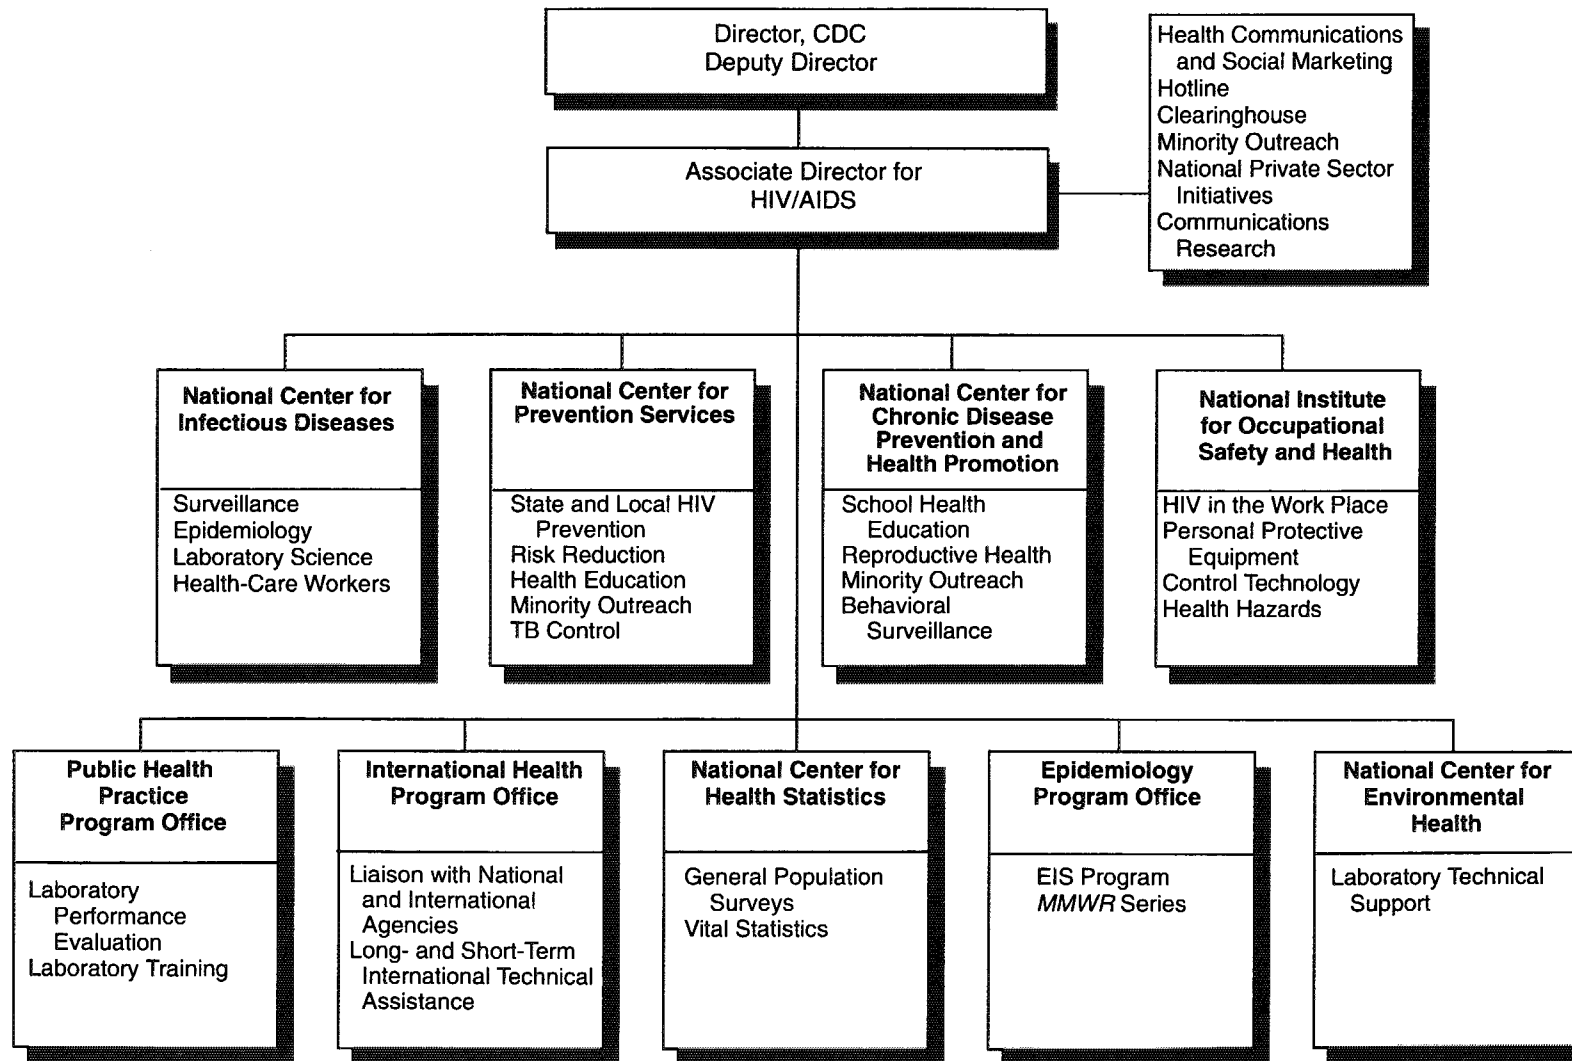 Director, CDC
Deputy Director
Health Communications
and Social Marketing
Hotline
Clearinghouse
Minority Outreach
National Private Sector
Initiatives
Communications
Research
Associate Director for
HIV/AIDS
National Center for
Infectious Diseases
Surveillance
Epidemiology
Laboratory Science
Health-Care Workers
National Center for
Prevention Services
State and Local HIV
Prevention
Risk Reduction
Health Education
Minority Outreach
TB Control
National Center for
Chronic Disease
Prevention and
Health Promotion
School Health
Education
Reproductive Health
Minority Outreach
Behavioral
Surveillance
National Institute
for Occupational
Safety and Health
HIV in the Work Place
Personal Protective
Equipment
Control Technology
Health Hazards
Public Health
Practice
Program Office
Laboratory
Performance
Evaluation
Laboratory Training
International Health
Program Office
Liaison with National
and International
Agencies
Long- and Short-Term
International Technical
Assistance
National Center for
Health Statistics
General Population
Surveys
Vital Statistics
Epidemiology
Program Office
EIS Program
MMWR Series
National Center for
Environmental
Health
Laboratory Technical
Support